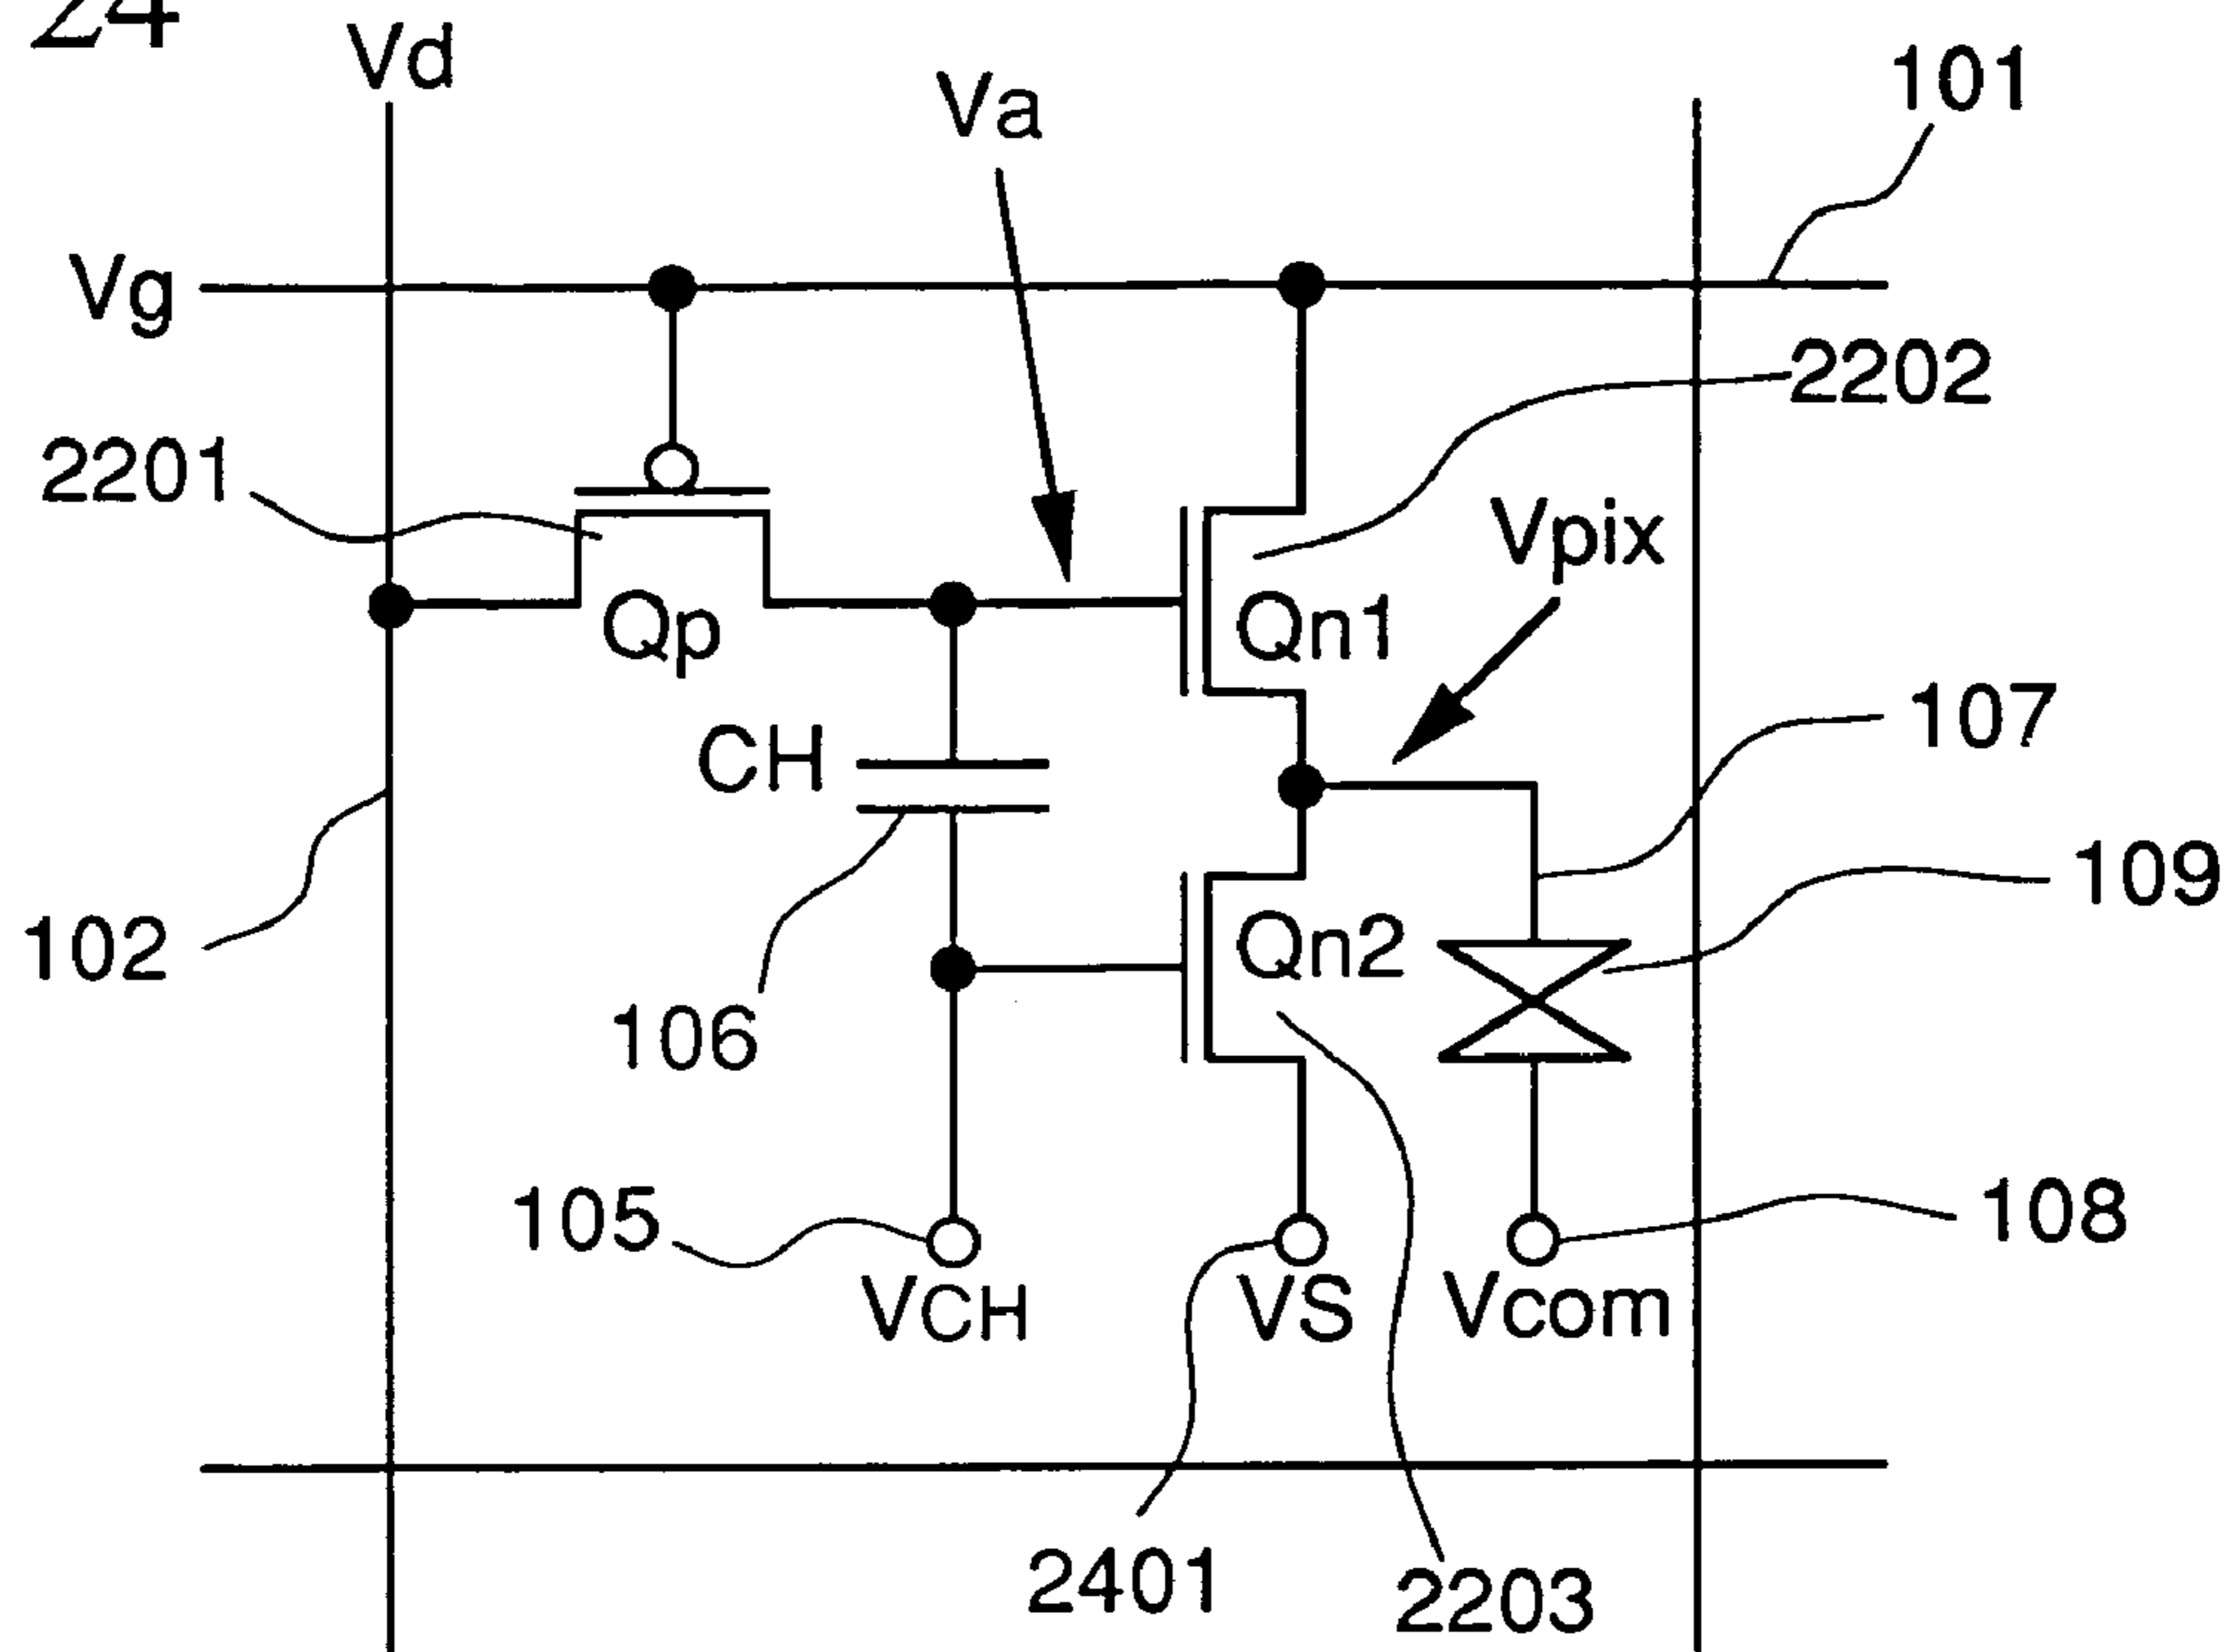 24
Vd
Va
101
Vg
2202
2201
Vpix
Qp
Qn1
107
CH
109
102
Qn2
106
105
108
VCH
VS
Vcom
2401
2203